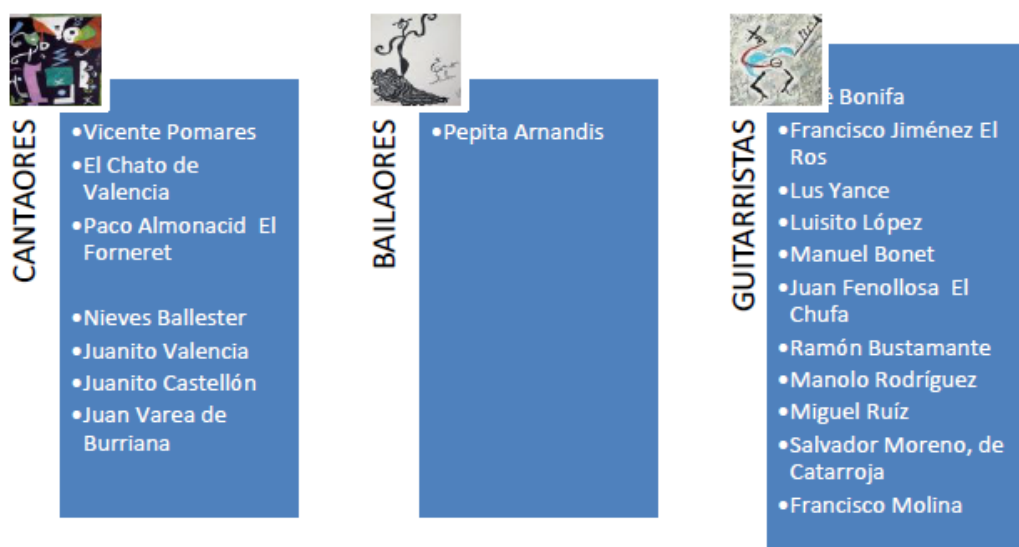 CANTAORES
•Vicente Pomares
•El Chato de
Valencia
•Paco Almonacid El
Forneret
•Nieves Ballester
•Juanito Valencia
•Juanito Castellón
•Juan Varea de
Burriana
BAILAORES
•Pepita Arnandis
GUITARRISTAS
Bonifa
•Francisco Jiménez El
Ros
•Lus Yance
•Luisito López
•Manuel Bonet
•Juan Fenollosa El
Chufa
•Ramón Bustamante
•Manolo Rodríguez
•Miguel Ruíz
•Salvador Moreno, de
Catarroja
•Francisco Molina